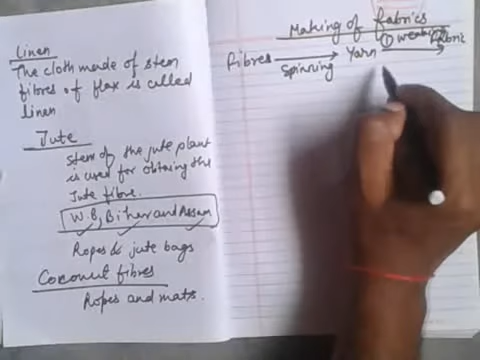 Linen
The cloth made of stem
fibres of flax is called
linen
Jute
stem of the jute plant
is used for obtaining the
Jute fibre.
W.B, Bihar and Assam
Ropes & jute bags
Coconut fibres
Ropes and mats.
Making of fabrics
Fibres Spinning Yarn ① weaving Fabric